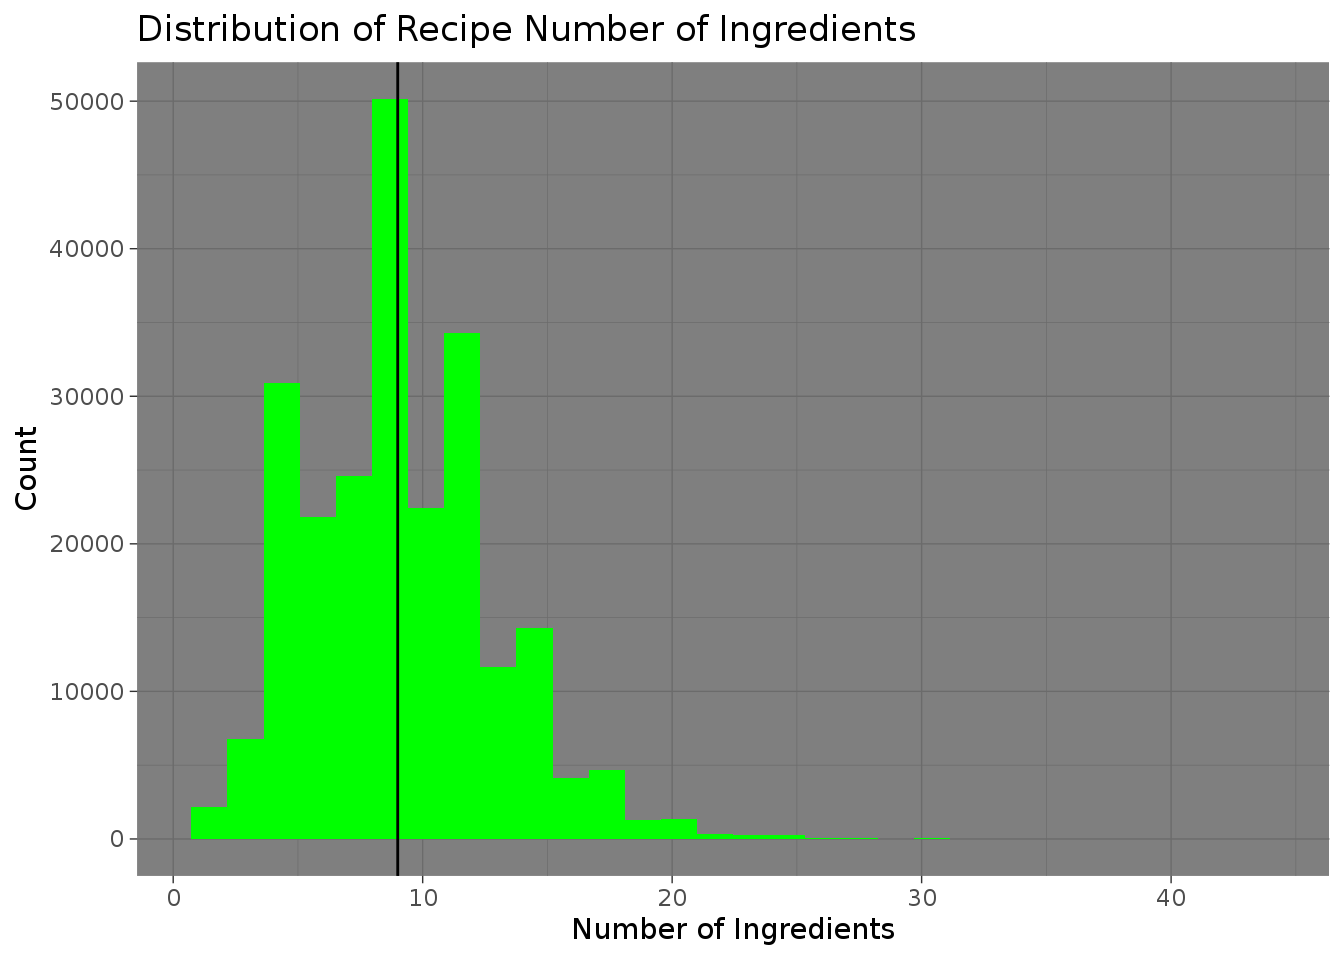 Distribution of Recipe Number of Ingredients
50000
40000
30000
20000
10000
0
Count
0 10 20 30 40
Number of Ingredients